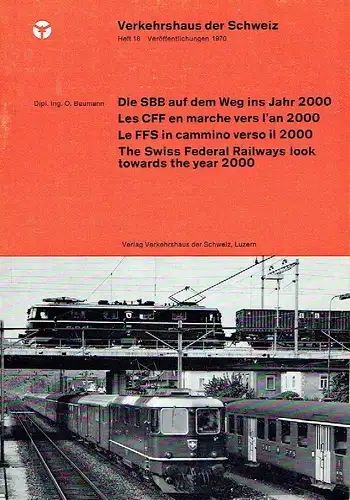 Verkehrshaus der Schweiz
Heft 18 Veröffentlichungen 1970
Dipl. Ing. O. Baumann
Die SBB auf dem Weg ins Jahr 2000
Les CFF en marche vers l'an 2000
Le FFS in cammino verso il 2000
The Swiss Federal Railways look
towards the year 2000
Verlag Verkehrshaus der Schweiz, Luzern